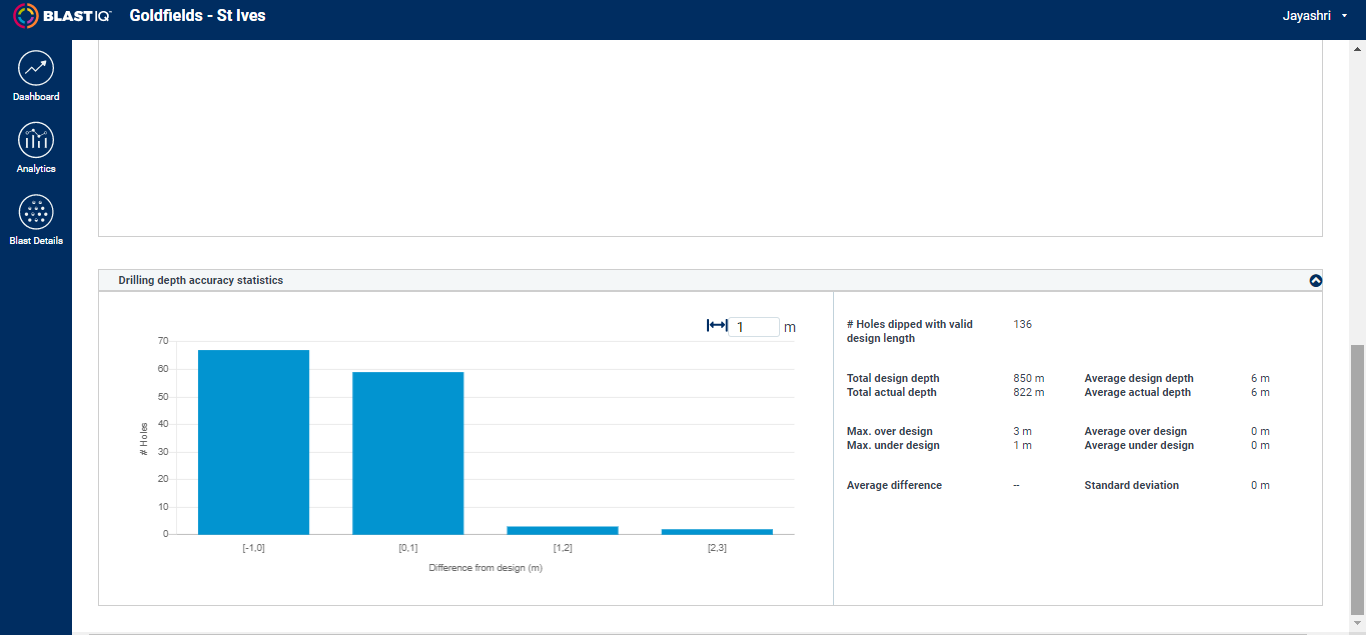 BLASTIQ™ Goldfields - St Ives Jayashri
Dashboard
Analytics
Blast Details
Drilling depth accuracy statistics
1 m
70
60
50
40
30
20
10
0
# Holes
[-1,0] [0,1] [1,2] [2,3]
Difference from design (m)
# Holes dipped with valid 136
design length
Total design depth 850 m Average design depth 6 m
Total actual depth 822 m Average actual depth 6 m
Max. over design 3 m Average over design 0 m
Max. under design 1 m Average under design 0 m
Average difference -- Standard deviation 0 m